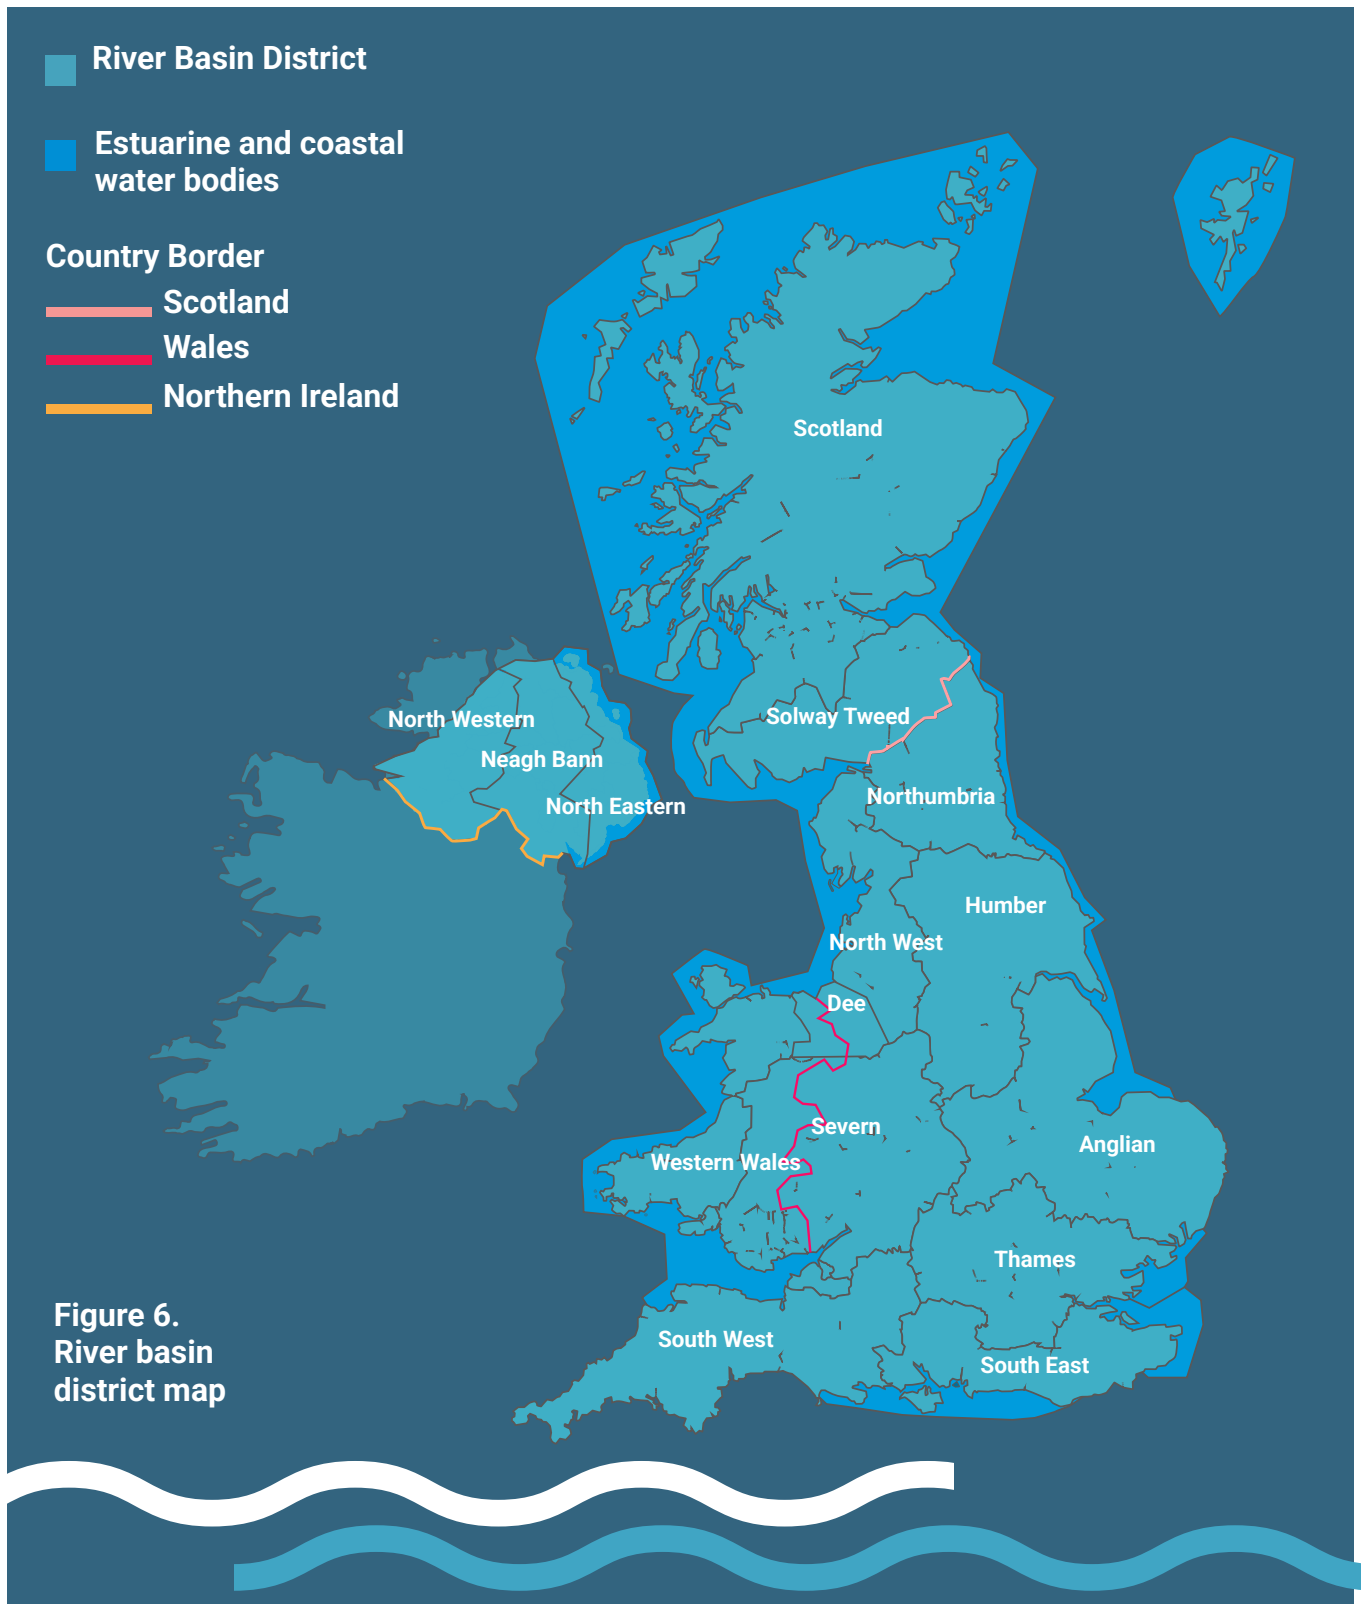 River Basin District
Estuarine and coastal
water bodies
Country Border
Scotland
Wales
Northern Ireland
Scotland
Solway Tweed
North Western
Neagh Bann
North Eastern
Northumbria
Humber
North West
Dee
Severn
Anglian
Western Wales
Thames
South West
South East
Figure 6.
River basin
district map